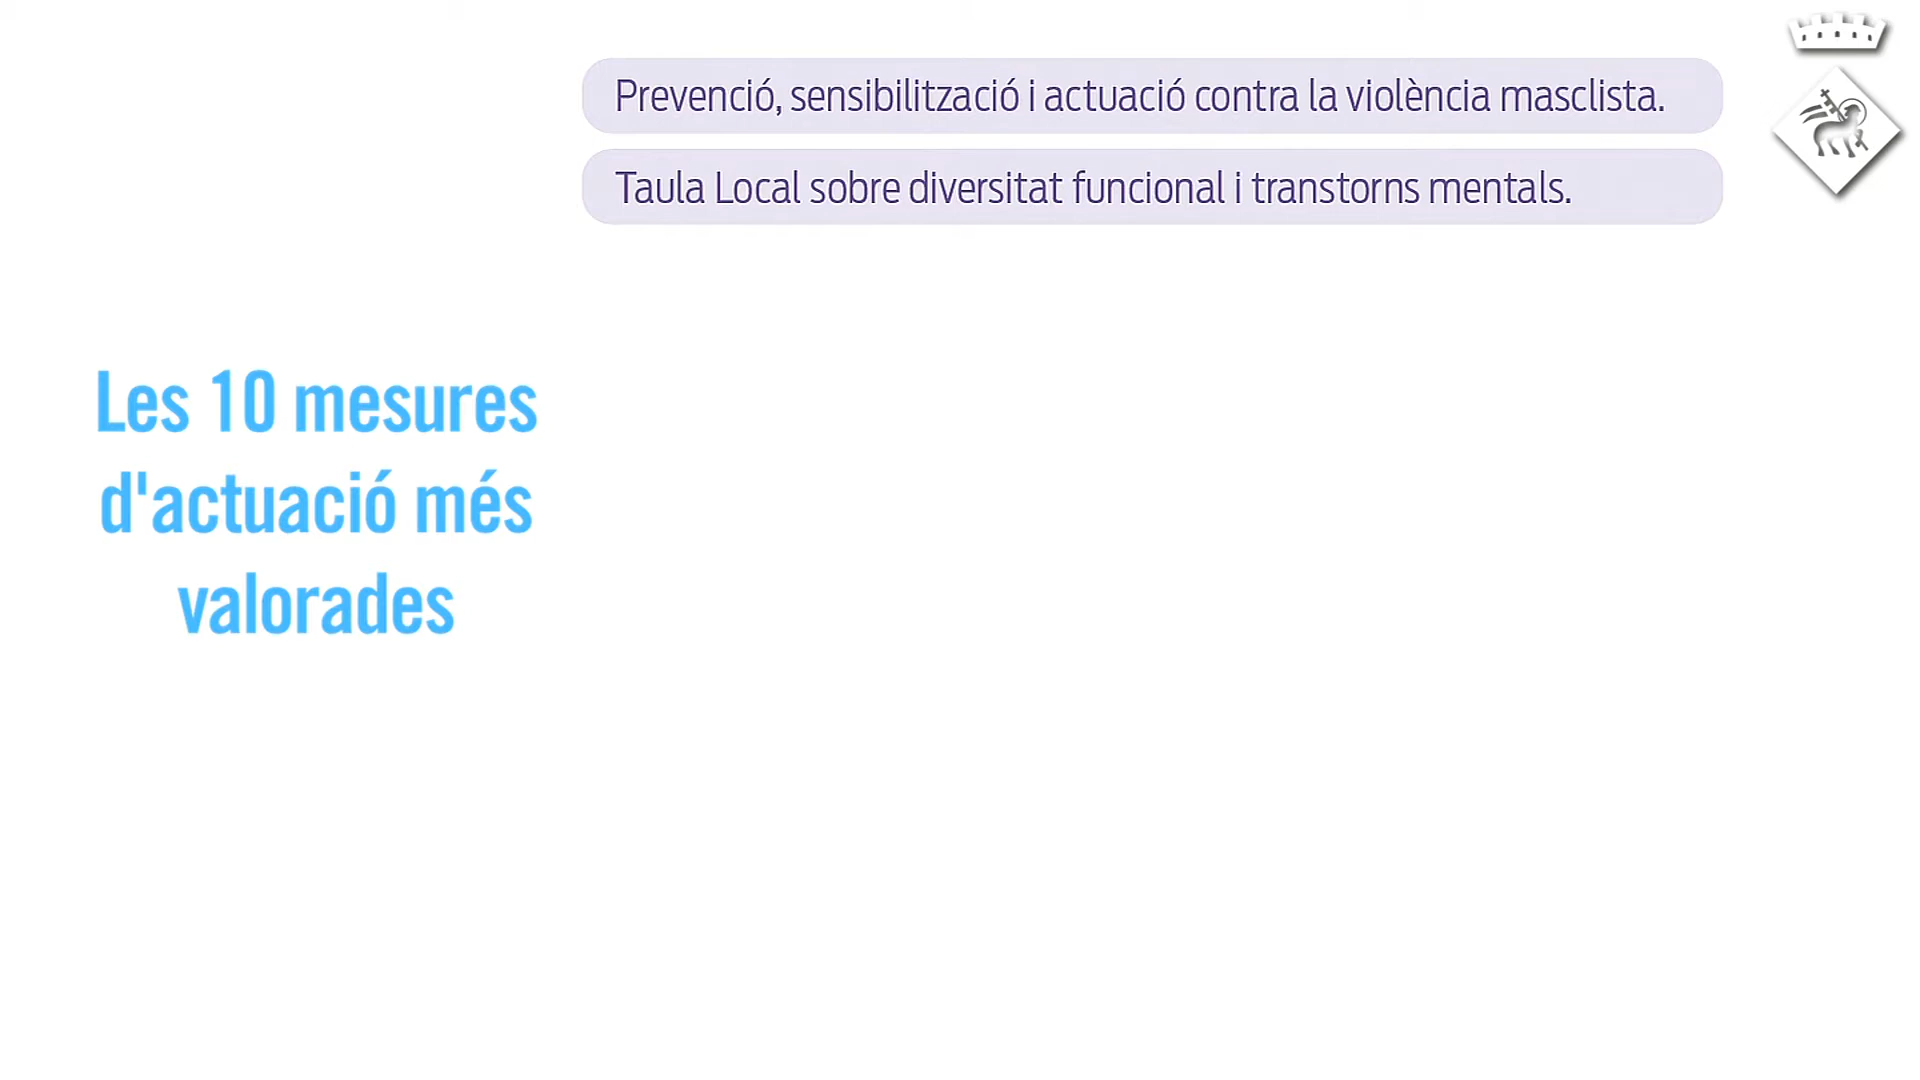 Prevenció, sensibilització i actuació contra la violència masclista.
Taula Local sobre diversitat funcional i transtorns mentals.
Les 10 mesures
d'actuació més
valorades